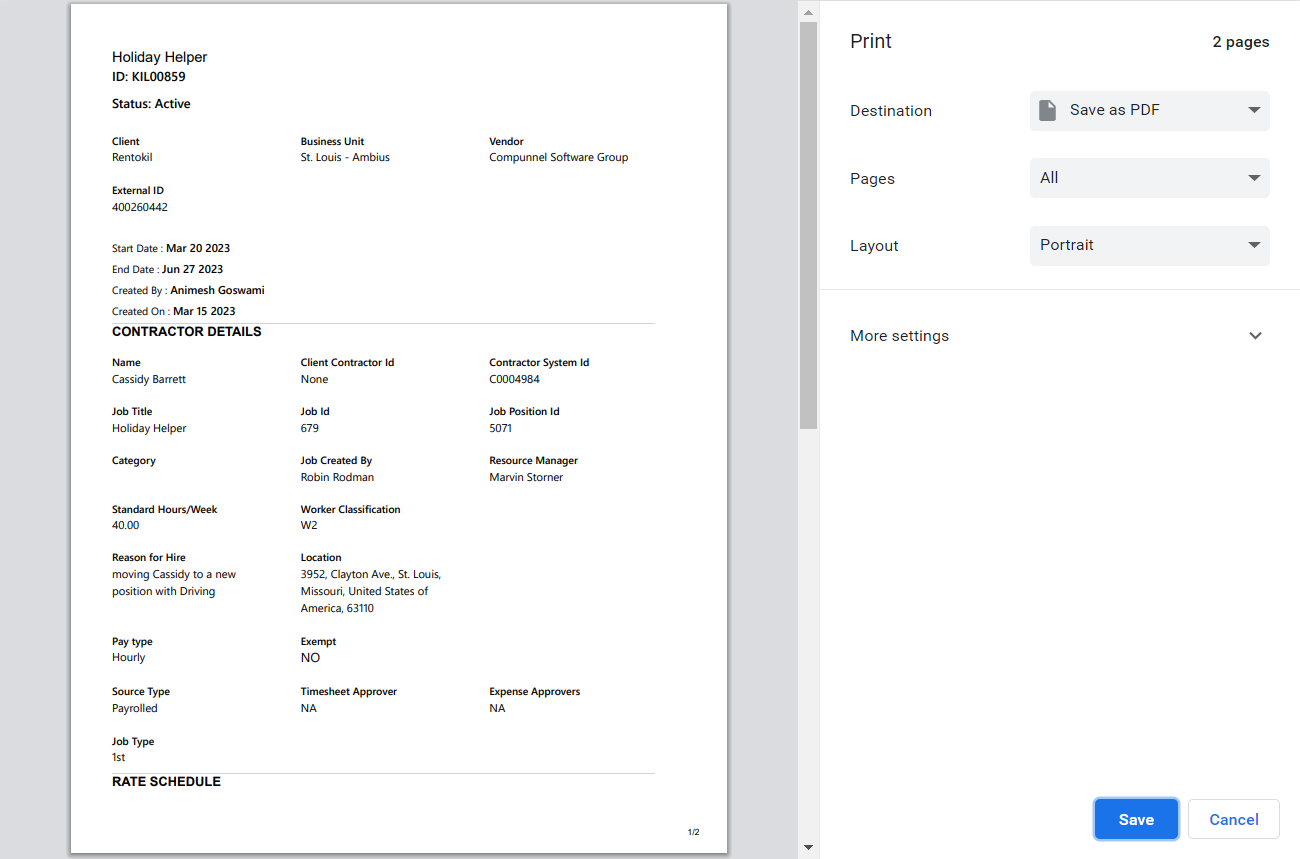 Holiday Helper
ID: KIL00859
Status: Active
Client Business Unit Vendor
Rentokil St. Louis - Ambius Compunnel Software Group
External ID
400260442
Start Date : Mar 20 2023
End Date : Jun 27 2023
Created By : Animesh Goswami
Created On : Mar 15 2023
CONTRACTOR DETAILS
Name Client Contractor Id Contractor System Id
Cassidy Barrett None C0004984
Job Title Job Id Job Position Id
Holiday Helper 679 5071
Category Job Created By Resource Manager
Robin Rodman Marvin Storner
Standard Hours/Week Worker Classification
40.00 W2
Reason for Hire Location
moving Cassidy to a new 3952, Clayton Ave., St. Louis,
position with Driving Missouri, United States of
America, 63110
Pay type Exempt
Hourly NO
Source Type Timesheet Approver Expense Approvers
Payrolled NA NA
Job Type
1st
RATE SCHEDULE
1/2
Print 2 pages
Destination Save as PDF
Pages All
Layout Portrait
More settings
Save Cancel